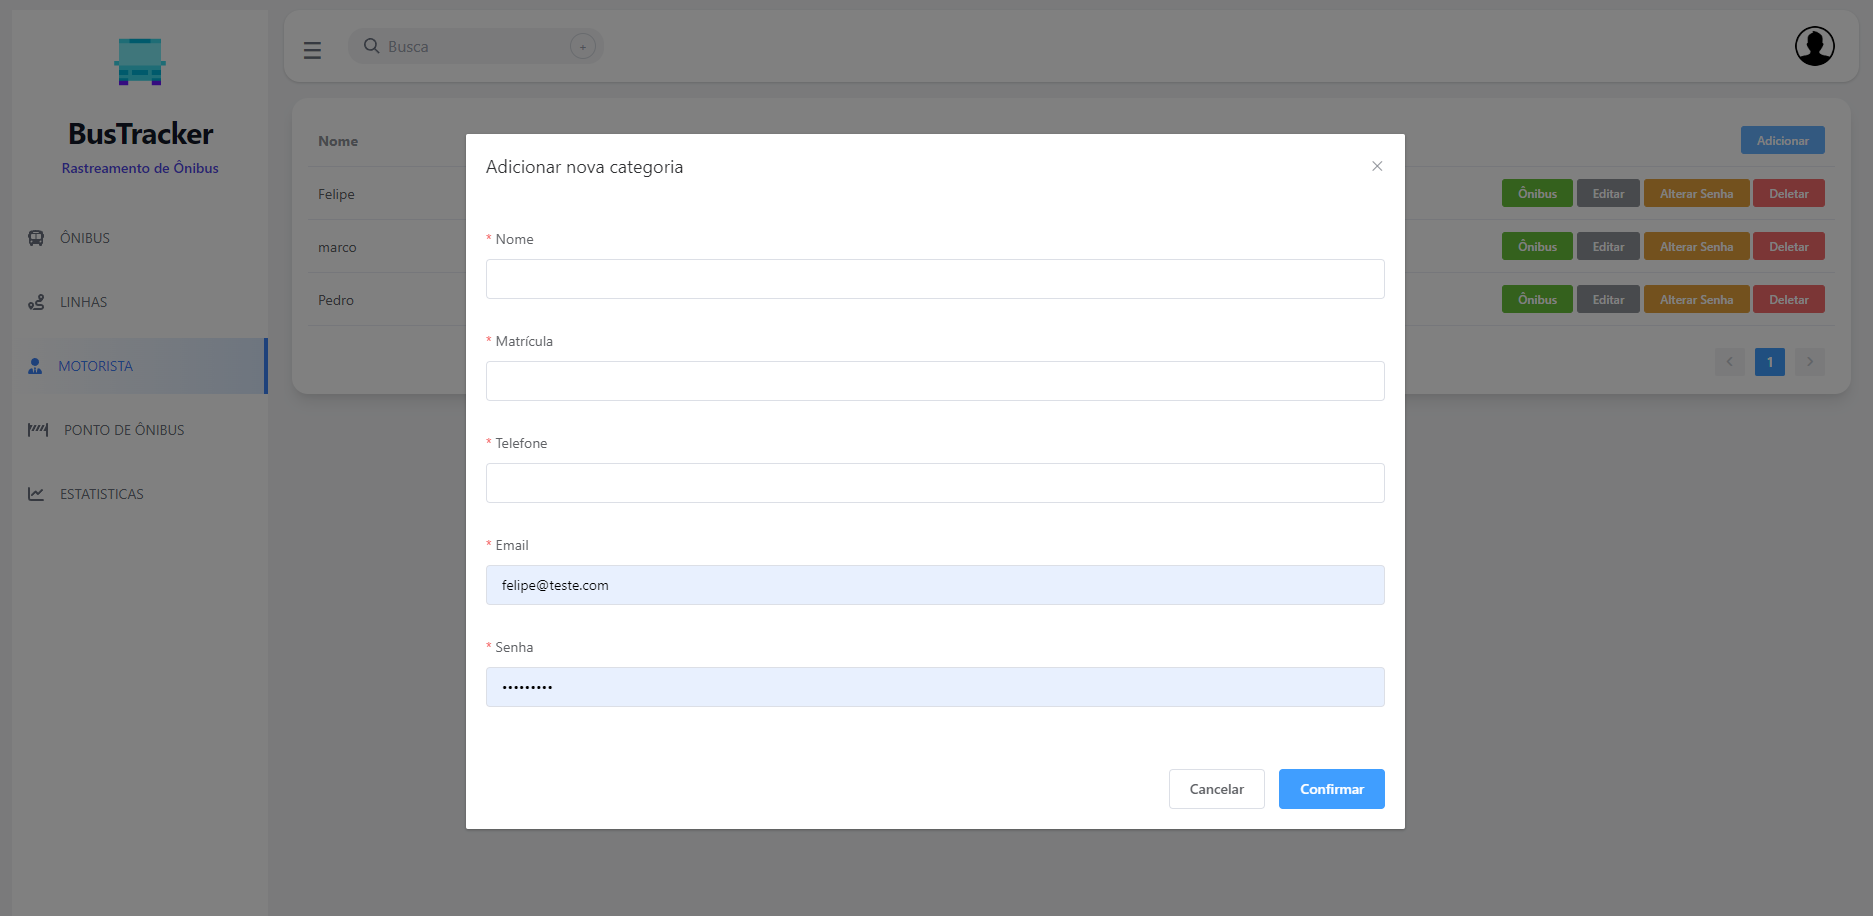 BusTracker
Rastreamento de Ônibus
ÔNIBUS
LINHAS
MOTORISTA
PONTO DE ÔNIBUS
ESTATISTICAS
Busca
+
Nome
Adicionar
Felipe
Ônibus Editar Alterar Senha Deletar
marco
Ônibus Editar Alterar Senha Deletar
Pedro
Ônibus Editar Alterar Senha Deletar
1
Adicionar nova categoria
* Nome
* Matrícula
* Telefone
* Email
felipe@teste.com
* Senha
•••••••••
Cancelar Confirmar